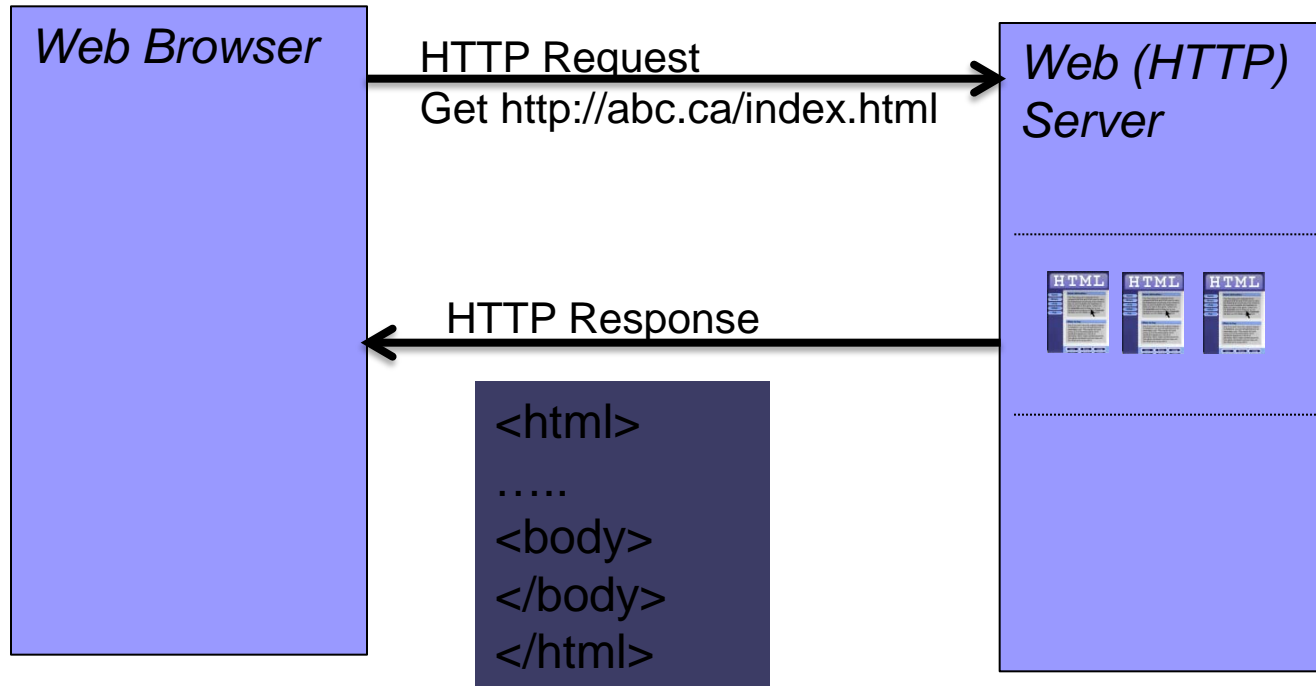 Web Browser
HTTP Request
Get http://abc.ca/index.html
Web (HTTP)
Server
HTML HTML HTML
HTTP Response
<html>
…..
<body>
</body>
</html>